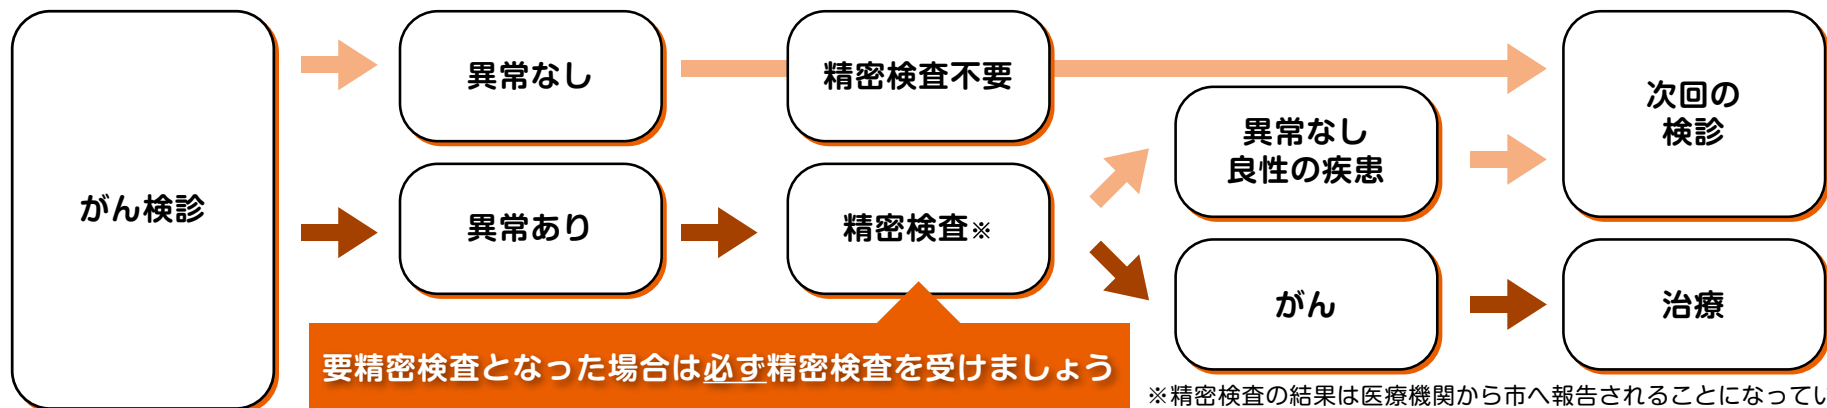 がん検診
異常なし
精密検査不要
異常あり
精密検査※
異常なし
良性の疾患
がん
次回の
検診
治療
要精密検査となった場合は必ず精密検査を受けましょう
※精密検査の結果は医療機関から市へ報告されることになってい